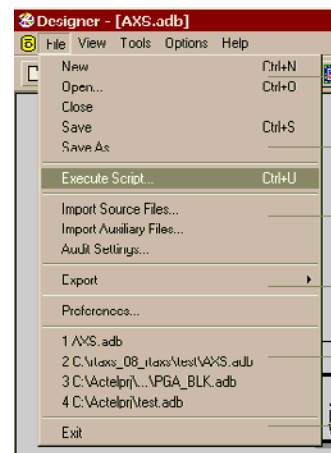 Designer - [AXS.adb]
File View Tools Options Help
New Ctrl+N
Open... Ctrl+O
Close
Save Ctrl+S
Save As
Execute Script... Ctrl+U
Import Source Files...
Import Auxiliary Files...
Audit Settings...
Export
Preferences...
1 AXS.adb
2 C:\itaxs_08_itaxs\test\AXS.adb
3 C:\Actelprj\...\PGA_BLK.adb
4 C:\Actelprj\test.adb
Exit